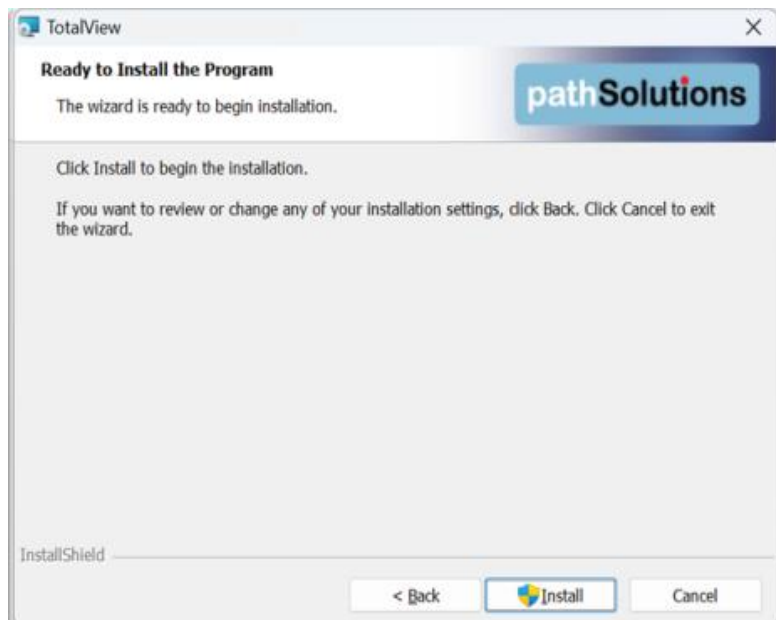 TotalView
Ready to Install the Program
The wizard is ready to begin installation.
pathSolutions
Click Install to begin the installation.
If you want to review or change any of your installation settings, click Back. Click Cancel to exit
the wizard.
InstallShield
< Back
Install
Cancel